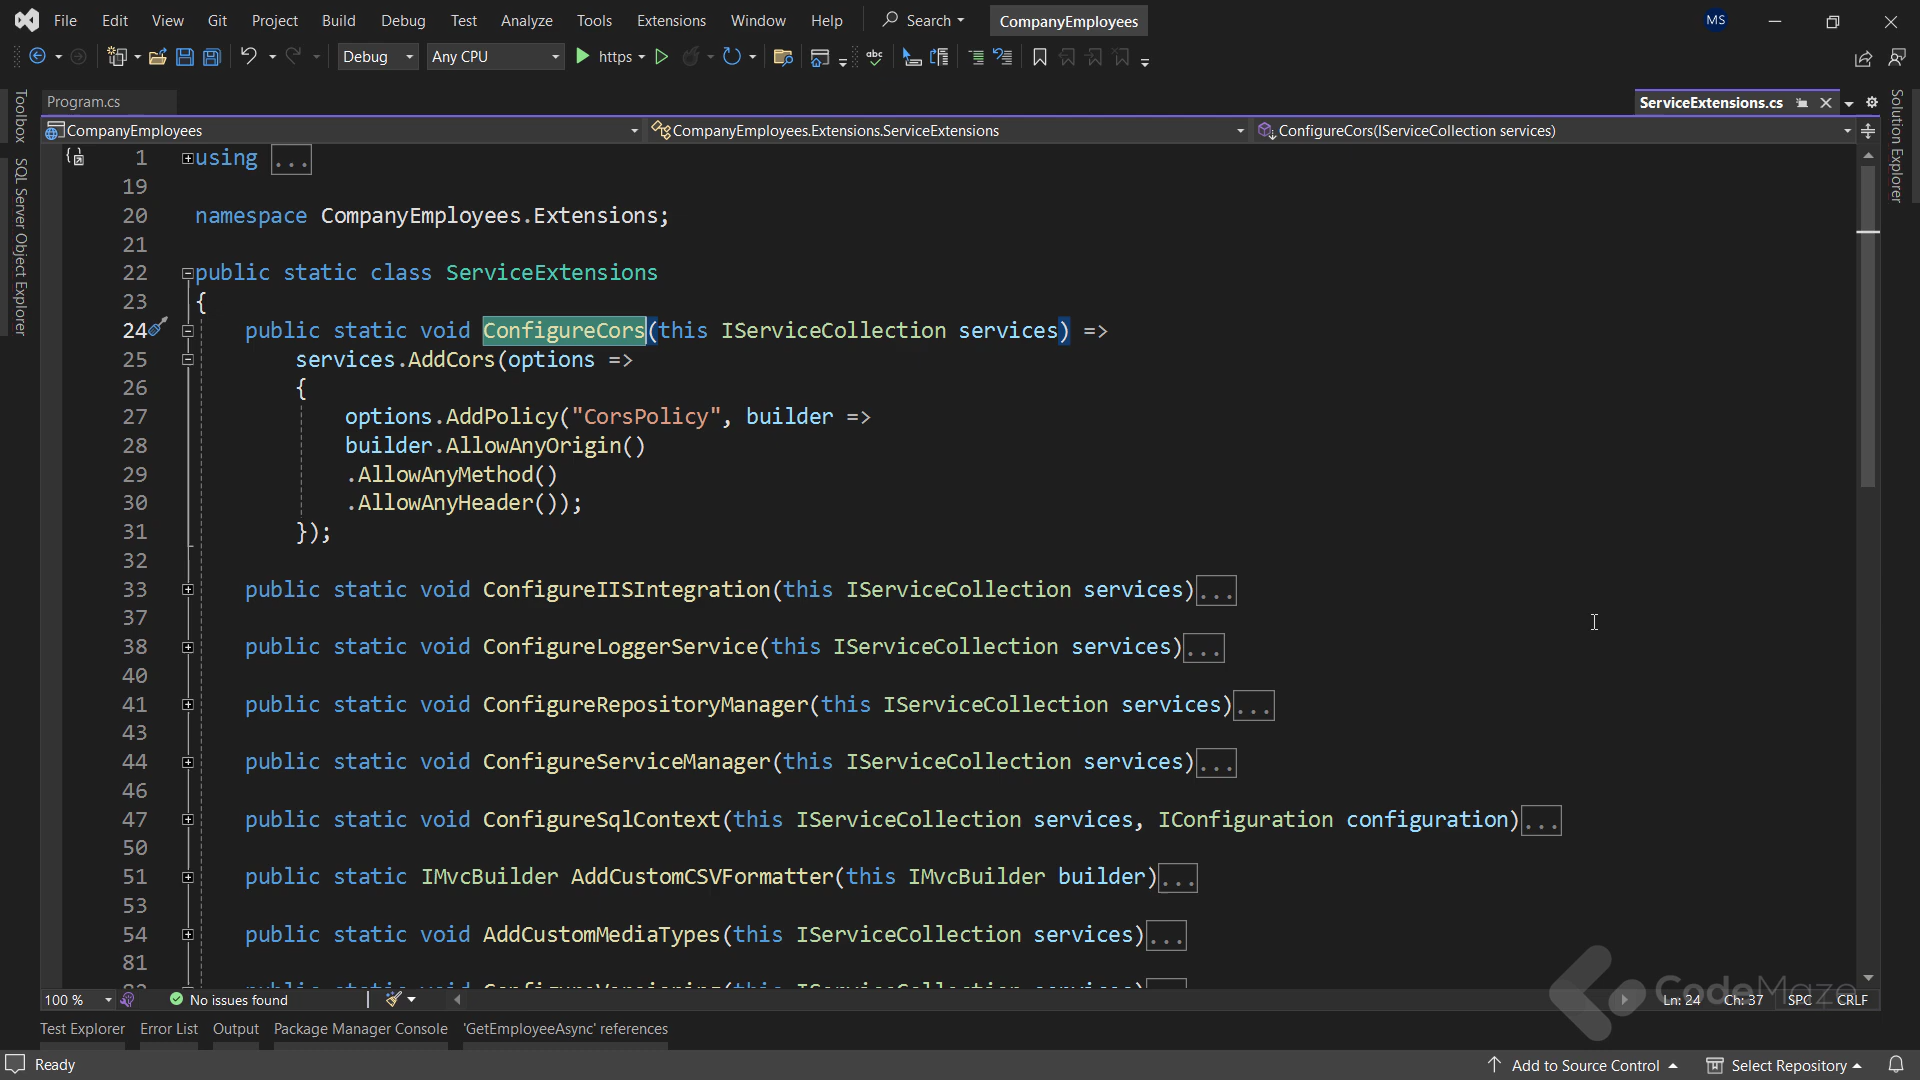 File Edit View Git Project Build Debug Test Analyze Tools Extensions Window Help Search CompanyEmployees MS
Debug Any CPU https
Program.cs ServiceExtensions.cs
CompanyEmployees CompanyEmployees.Extensions.ServiceExtensions ConfigureCors(IServiceCollection services)
Toolbox
SQL Server Object Explorer
Solution Explorer
1 using ...
19
20 namespace CompanyEmployees.Extensions;
21
22 public static class ServiceExtensions
23 {
24 public static void ConfigureCors(this IServiceCollection services) =>
25 services.AddCors(options =>
26 {
27 options.AddPolicy("CorsPolicy", builder =>
28 builder.AllowAnyOrigin()
29 .AllowAnyMethod()
30 .AllowAnyHeader());
31 });
32
33 public static void ConfigureIISIntegration(this IServiceCollection services)...
37
38 public static void ConfigureLoggerService(this IServiceCollection services)...
40
41 public static void ConfigureRepositoryManager(this IServiceCollection services)...
43
44 public static void ConfigureServiceManager(this IServiceCollection services)...
46
47 public static void ConfigureSqlContext(this IServiceCollection services, IConfiguration configuration)...
50
51 public static IMvcBuilder AddCustomCSVFormatter(this IMvcBuilder builder)...
53
54 public static void AddCustomMediaTypes(this IServiceCollection services)...
81
100 % No issues found Ln: 24 Ch: 37 SPC CRLF
CodeMaze
Test Explorer Error List Output Package Manager Console 'GetEmployeeAsync' references
Ready Add to Source Control Select Repository